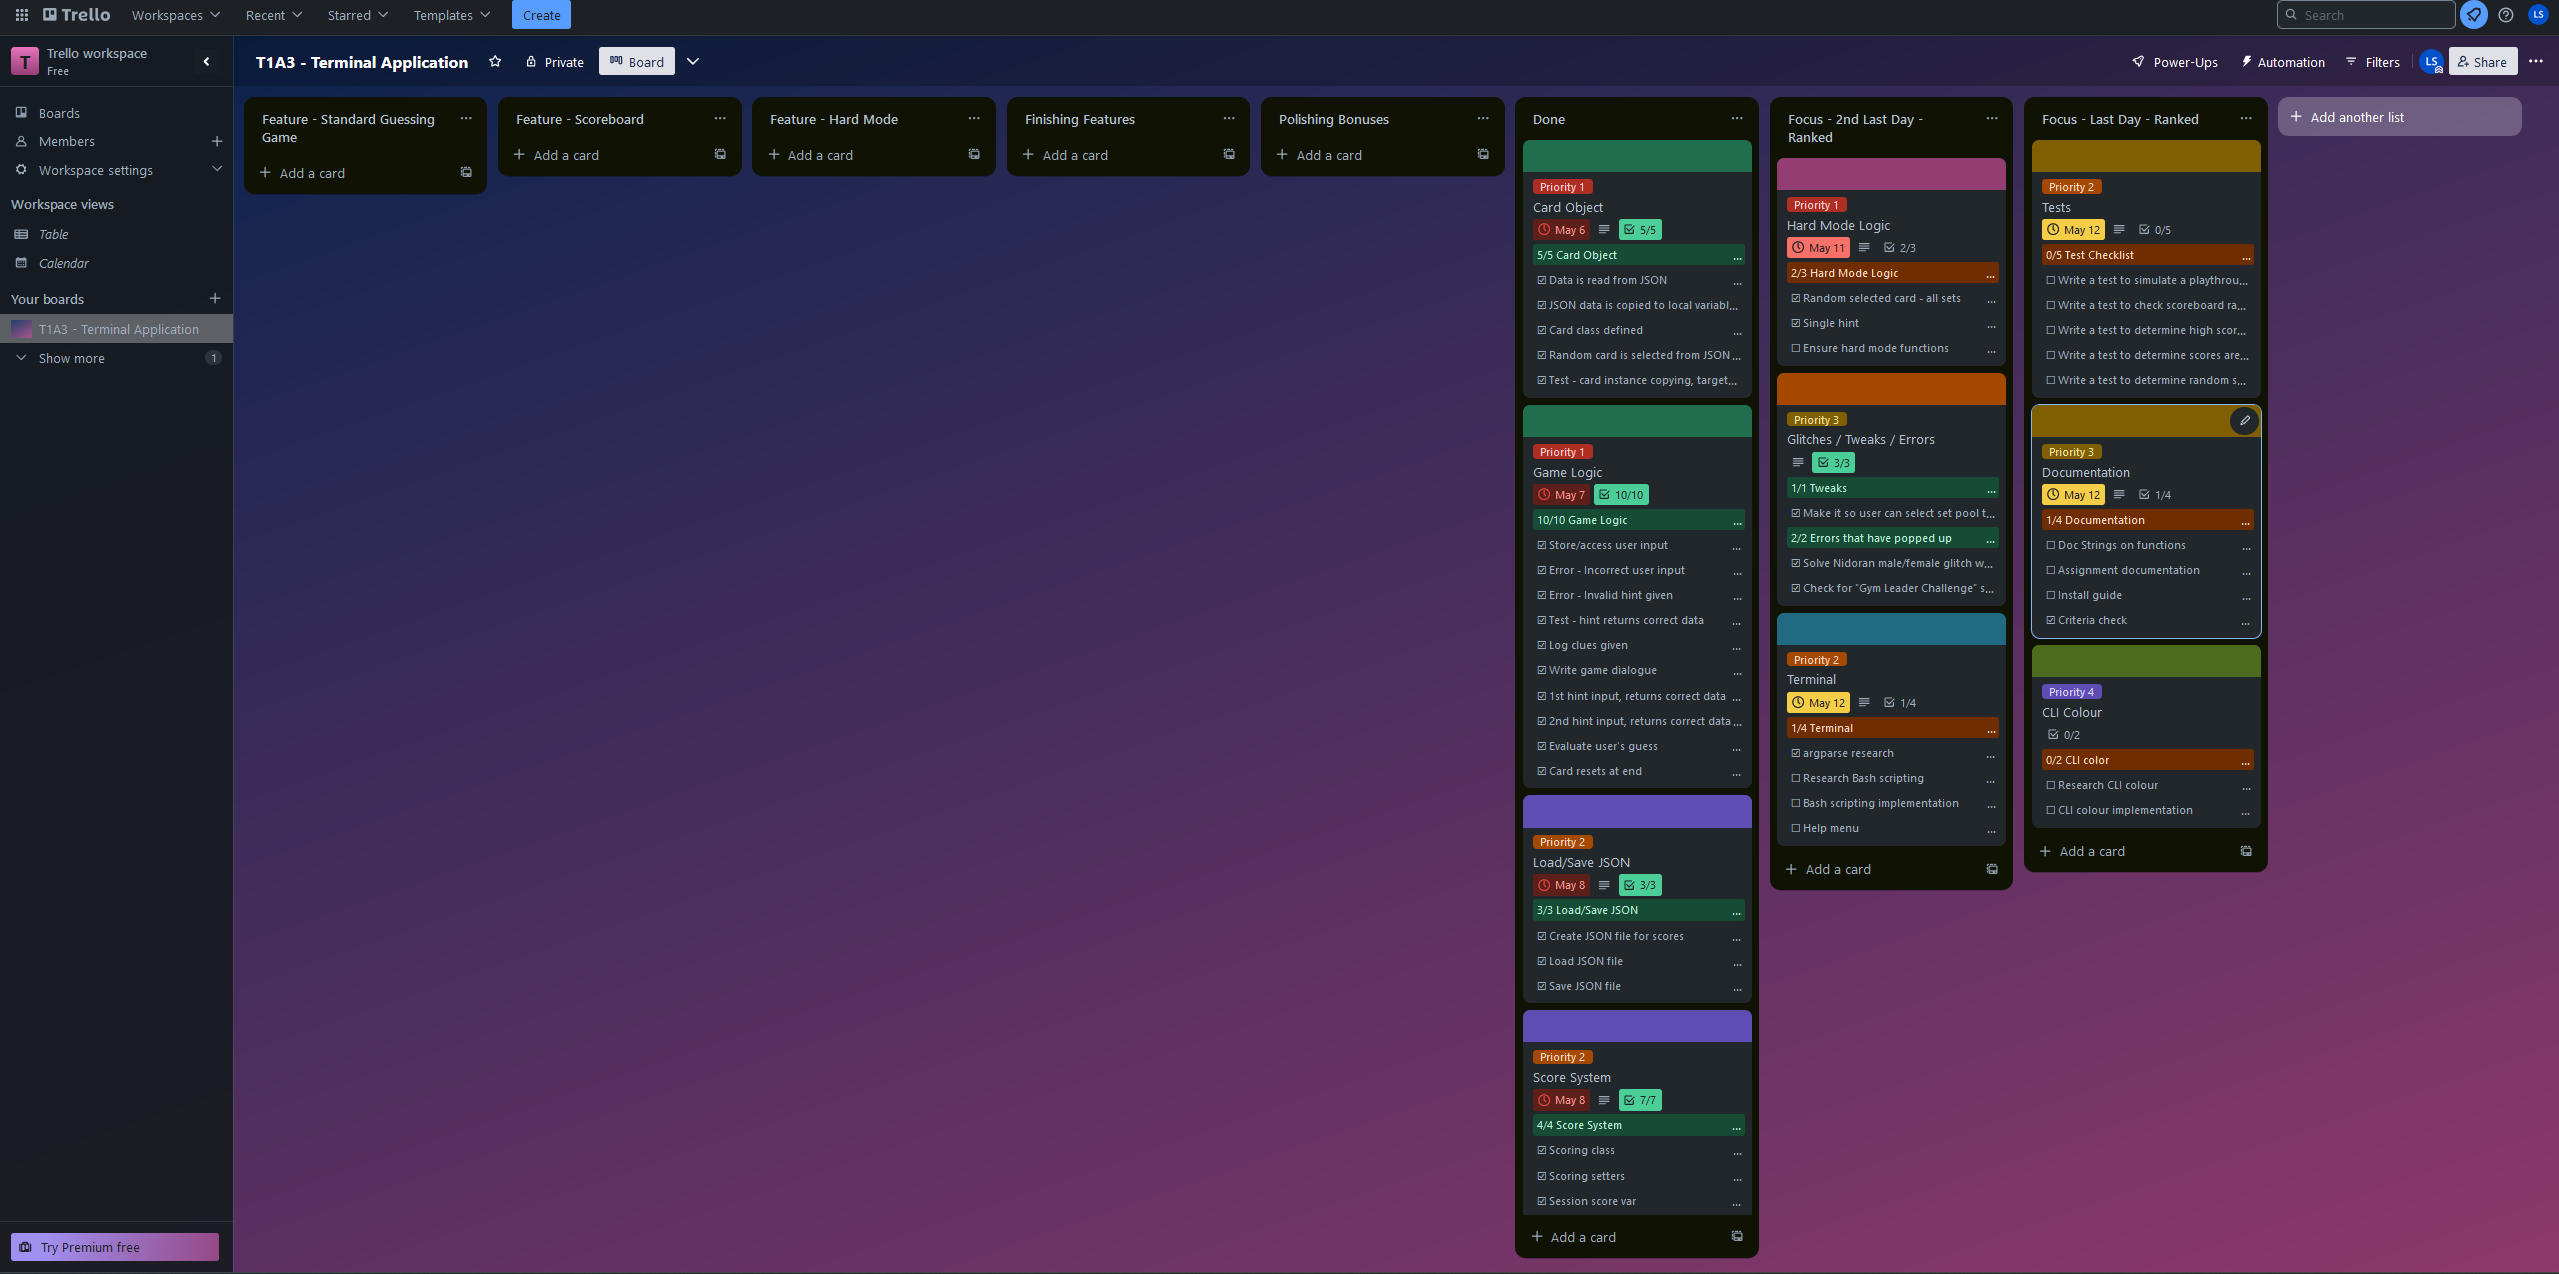 Trello
Workspaces
Recent
Starred
Templates
Create
Search
LS
T
Trello workspace
Free
Boards
Members
Workspace settings
Workspace views
Table
Calendar
Your boards
T1A3 - Terminal Application
Show more
1
Try Premium free
T1A3 - Terminal Application
Private
Board
Power-Ups
Automation
Filters
LS
Share
Feature - Standard Guessing
Game
Add a card
Feature - Scoreboard
Add a card
Feature - Hard Mode
Add a card
Finishing Features
Add a card
Polishing Bonuses
Add a card
Done
Priority 1
Card Object
May 6
5/5
5/5 Card Object
...
Data is read from JSON
...
JSON data is copied to local variabl...
Card class defined
...
Random card is selected from JSON ...
Test - card instance copying, target...
Priority 1
Game Logic
May 7
10/10
10/10 Game Logic
...
Store/access user input
...
Error - Incorrect user input
...
Error - Invalid hint given
...
Test - hint returns correct data
...
Log clues given
...
Write game dialogue
...
1st hint input, returns correct data ...
2nd hint input, returns correct data ...
Evaluate user's guess
...
Card resets at end
...
Priority 2
Load/Save JSON
May 8
3/3
3/3 Load/Save JSON
...
Create JSON file for scores
...
Load JSON file
...
Save JSON file
...
Priority 2
Score System
May 8
7/7
4/4 Score System
...
Scoring class
...
Scoring setters
...
Session score var
...
Add a card
Focus - 2nd Last Day -
Ranked
Priority 1
Hard Mode Logic
May 11
2/3
2/3 Hard Mode Logic
...
Random selected card - all sets
...
Single hint
...
Ensure hard mode functions
...
Priority 3
Glitches / Tweaks / Errors
3/3
1/1 Tweaks
...
Make it so user can select set pool t...
2/2 Errors that have popped up
...
Solve Nidoran male/female glitch w...
Check for "Gym Leader Challenge" s...
Priority 2
Terminal
May 12
1/4
1/4 Terminal
...
argparse research
...
Research Bash scripting
...
Bash scripting implementation
...
Help menu
...
Add a card
Focus - Last Day - Ranked
Priority 2
Tests
May 12
0/5
0/5 Test Checklist
...
Write a test to simulate a playthrou...
Write a test to check scoreboard ra...
Write a test to determine high scor...
Write a test to determine scores are...
Write a test to determine random s...
Priority 3
Documentation
May 12
1/4
1/4 Documentation
...
Doc Strings on functions
...
Assignment documentation
...
Install guide
...
Criteria check
...
Priority 4
CLI Colour
0/2
0/2 CLI color
...
Research CLI colour
...
CLI colour implementation
...
Add a card
Add another list